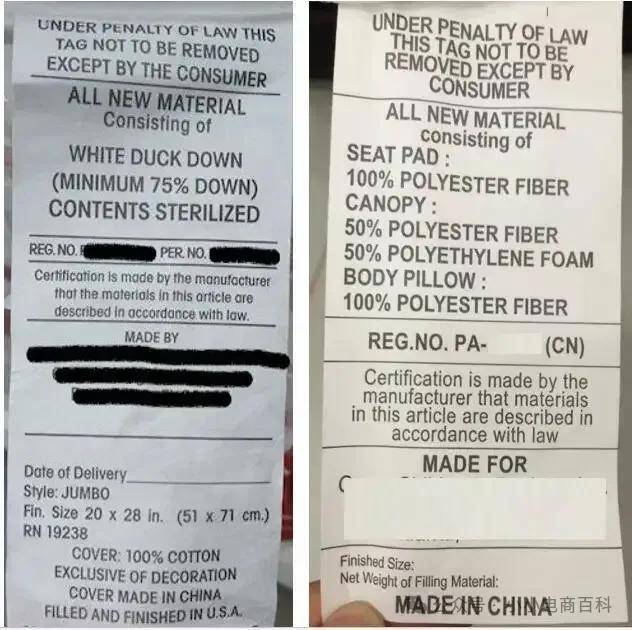 UNDER PENALTY OF LAW THIS
TAG NOT TO BE REMOVED
EXCEPT BY THE CONSUMER
ALL NEW MATERIAL
Consisting of
WHITE DUCK DOWN
(MINIMUM 75% DOWN)
CONTENTS STERILIZED
REG. NO. PER. NO.
Certification is made by the manufacturer
that the materials in this article are
described in accordance with law.
MADE BY
Date of Delivery
Style: JUMBO
Fin. Size 20 x 28 in. (51 x 71 cm.)
RN 19238
COVER: 100% COTTON
EXCLUSIVE OF DECORATION
COVER MADE IN CHINA
FILLED AND FINISHED IN U.S.A.
UNDER PENALTY OF LAW
THIS TAG NOT TO BE
REMOVED EXCEPT BY
CONSUMER
ALL NEW MATERIAL
consisting of
SEAT PAD :
100% POLYESTER FIBER
CANOPY :
50% POLYESTER FIBER
50% POLYETHYLENE FOAM
BODY PILLOW :
100% POLYESTER FIBER
REG.NO. PA- (CN)
Certification is made by the
manufacturer that materials
in this article are described in
accordance with law
MADE FOR
Finished Size:
Net Weight of Filling Material:
MADE IN CHINA
电商百科